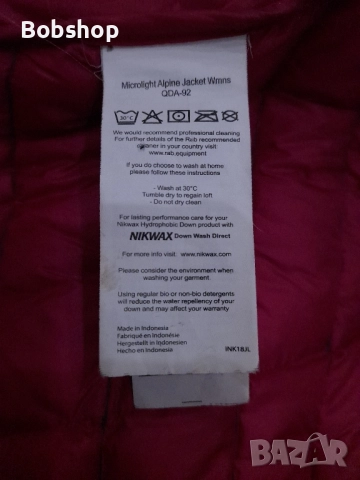 Bobshop
Microlight Alpine Jacket Wmns
QDA-92
30°C
We would recommend professional cleaning
For further details of the Rab recommended
cleaner in your country visit
www.rab.equipment
If you do choose to wash at home
please follow these instructions
- Wash at 30°C
Tumble dry to regain loft
- Do not dry clean
For lasting performance care for your
Nikwax Hydrophobic Down product with
NIKWAX Down Wash Direct
For more info visit: www.nikwax.com
Please consider the environment when
washing your garment
Using regular bio or non-bio detergents
will reduce the water repellency of your
down and may affect your warranty
Made in Indonesia
Fabriqué en Indonésie
Hergestellt in Indonesien
Hecho en Indonesia
INK18JL
BAZAR